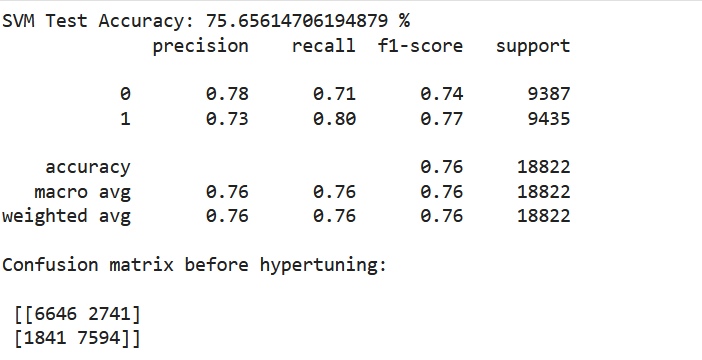 SVM Test Accuracy: 75.65614706194879 %
precision recall f1-score support
0 0.78 0.71 0.74 9387
1 0.73 0.80 0.77 9435
accuracy 0.76 18822
macro avg 0.76 0.76 0.76 18822
weighted avg 0.76 0.76 0.76 18822
Confusion matrix before hypertuning:
[[6646 2741]
[1841 7594]]